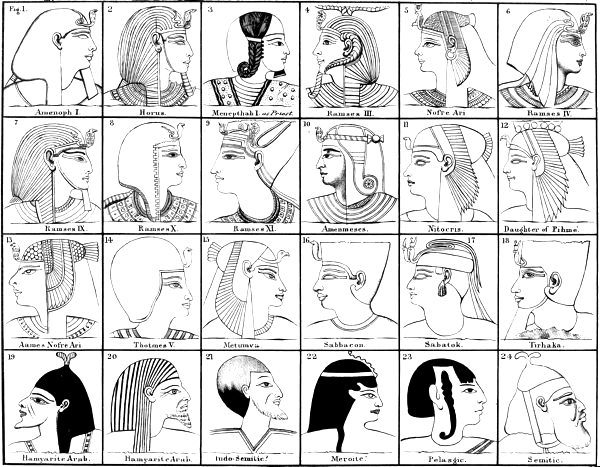 Fig.1.
Amenoph I.
2
Horus.
3
Menepthah I. as Priest.
4
Ramses III.
5
Nofre Ari
6
Ramses IV.
7
Ramses IX.
8
Ramses X.
9
Ramses XI.
10
Amenmeses.
11
Nitocris.
12
Daughter of Pihme.
13
Aames Nofre Ari
14
Thotmes V.
15
Metumva.
16
Sabbacon.
17
Sabatok.
18
Tirhaka.
19
Hamyarite Arab.
20
Hamyarite Arab.
21
Indo-Semitic?
22
Meroite.
23
Pelasgic.
24
Semitic.